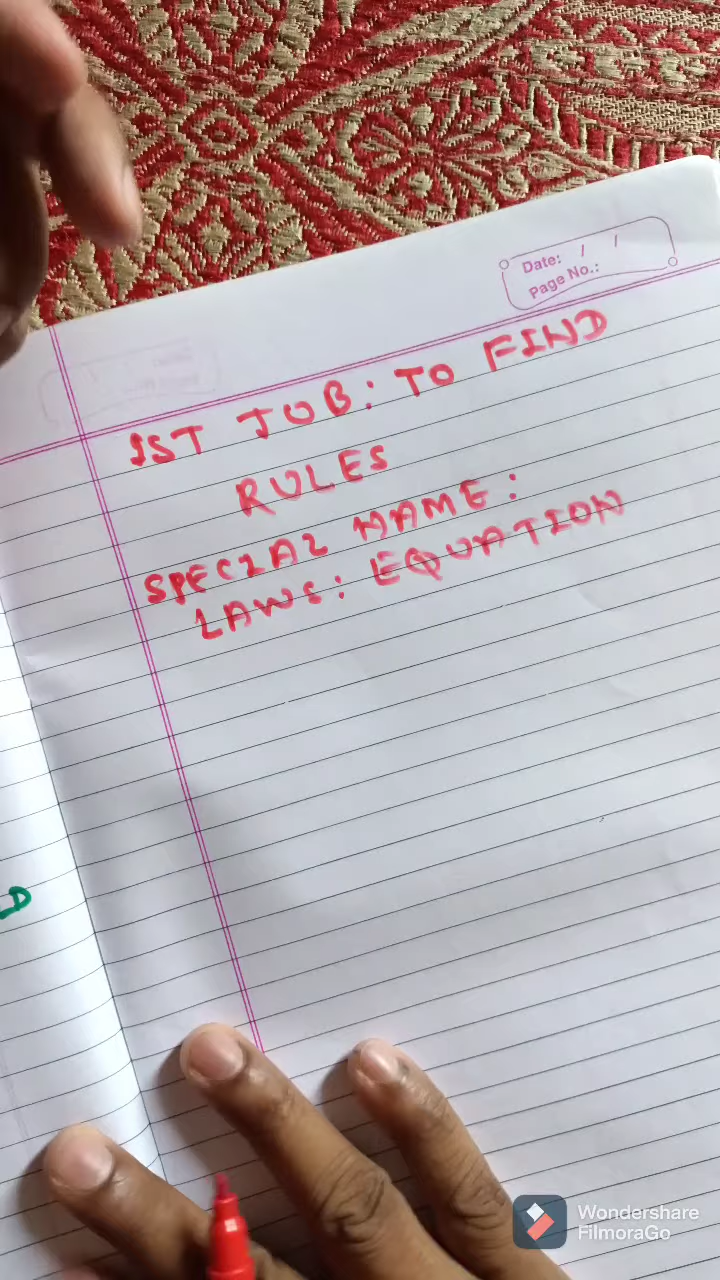 Date: / /
Page No.:
1ST JOB: TO FIND
RULES
SPECIAL NAME:
LAWS: EQUATION
D
Wondershare
FilmoraGo